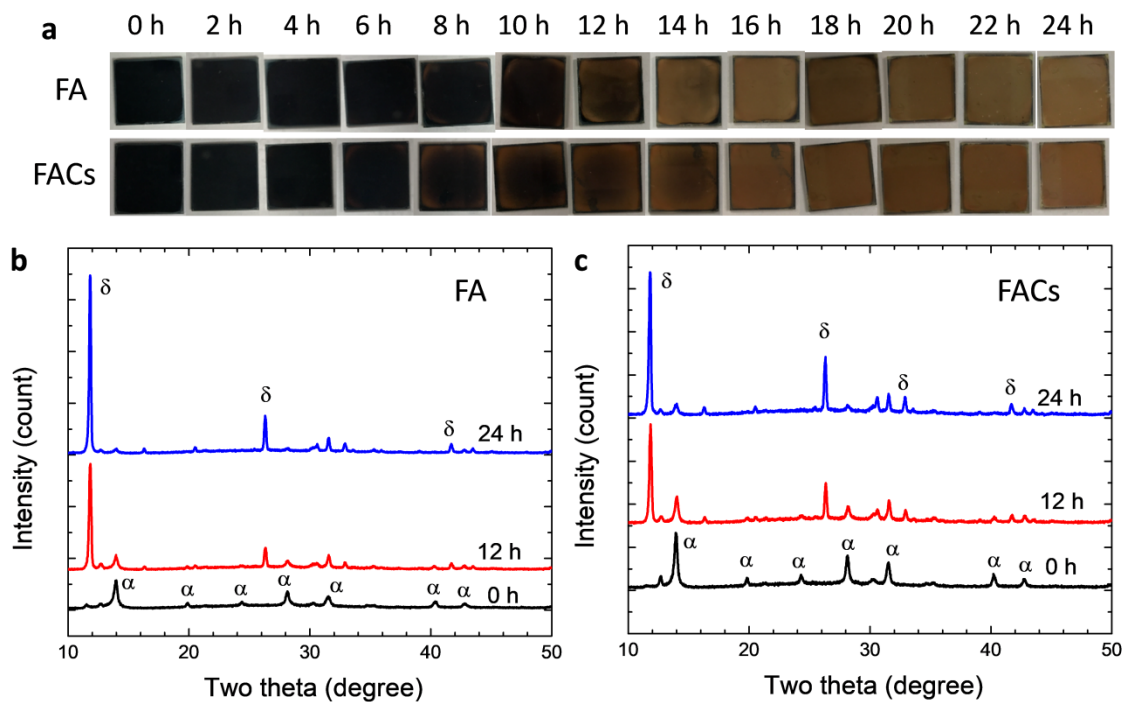 a 0 h 2 h 4 h 6 h 8 h 10 h 12 h 14 h 16 h 18 h 20 h 22 h 24 h
FA
FACs
b
FA
δ
δ
δ
24 h
12 h
α α α α α α α
0 h
10 20 30 40 50
Two theta (degree)
Intensity (count)
c
FACs
δ
δ
δ
δ
24 h
12 h
α α α α α α α
0 h
10 20 30 40 50
Two theta (degree)
Intensity (count)